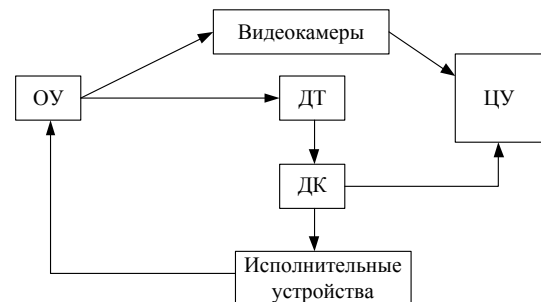 Видеокамеры
ОУ
ДТ
ЦУ
ДК
Исполнительные
устройства